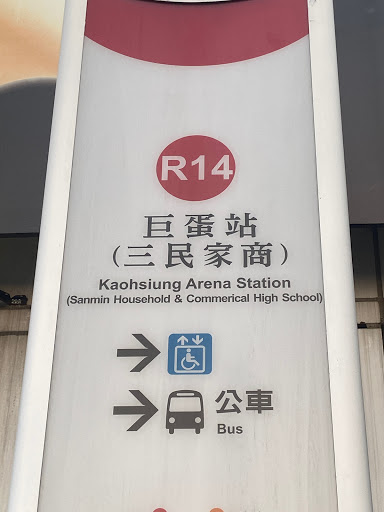 R14
巨蛋站
(三民家商)
Kaohsiung Arena Station
(Sanmin Household & Commerical High School)
公車
Bus